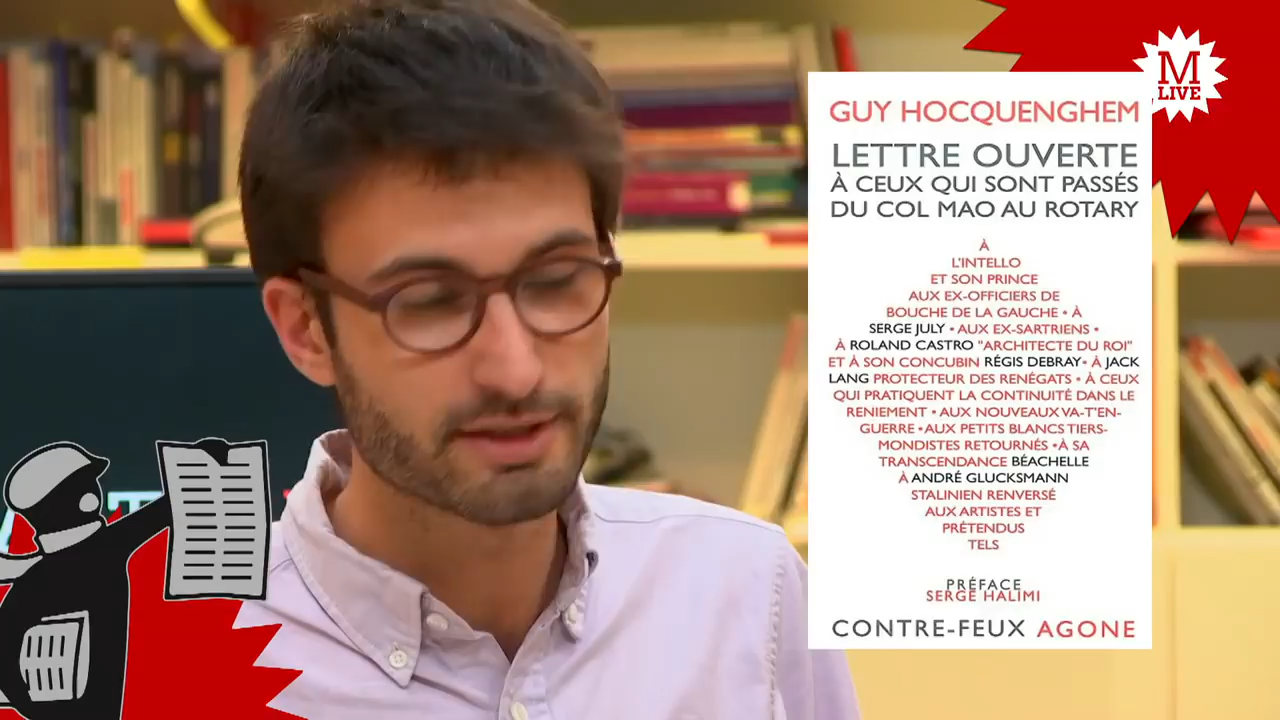 M
LIVE
GUY HOCQUENGHEM
LETTRE OUVERTE
À CEUX QUI SONT PASSÉS
DU COL MAO AU ROTARY
À
L'INTELLO
ET SON PRINCE
AUX EX-OFFICIERS DE
BOUCHE DE LA GAUCHE • À
SERGE JULY • AUX EX-SARTRIENS •
À ROLAND CASTRO "ARCHITECTE DU ROI"
ET À SON CONCUBIN RÉGIS DEBRAY • À JACK
LANG PROTECTEUR DES RENÉGATS • À CEUX
QUI PRATIQUENT LA CONTINUITÉ DANS LE
RENIEMENT • AUX NOUVEAUX VA-T'EN-
GUERRE • AUX PETITS BLANCS TIERS-
MONDISTES RETOURNÉS • À SA
TRANSCENDANCE BÉACHELLE
À ANDRÉ GLUCKSMANN
STALINIEN RENVERSÉ
AUX ARTISTES ET
PRÉTENDUS
TELS
PRÉFACE
SERGE HALIMI
CONTRE-FEUX AGONE